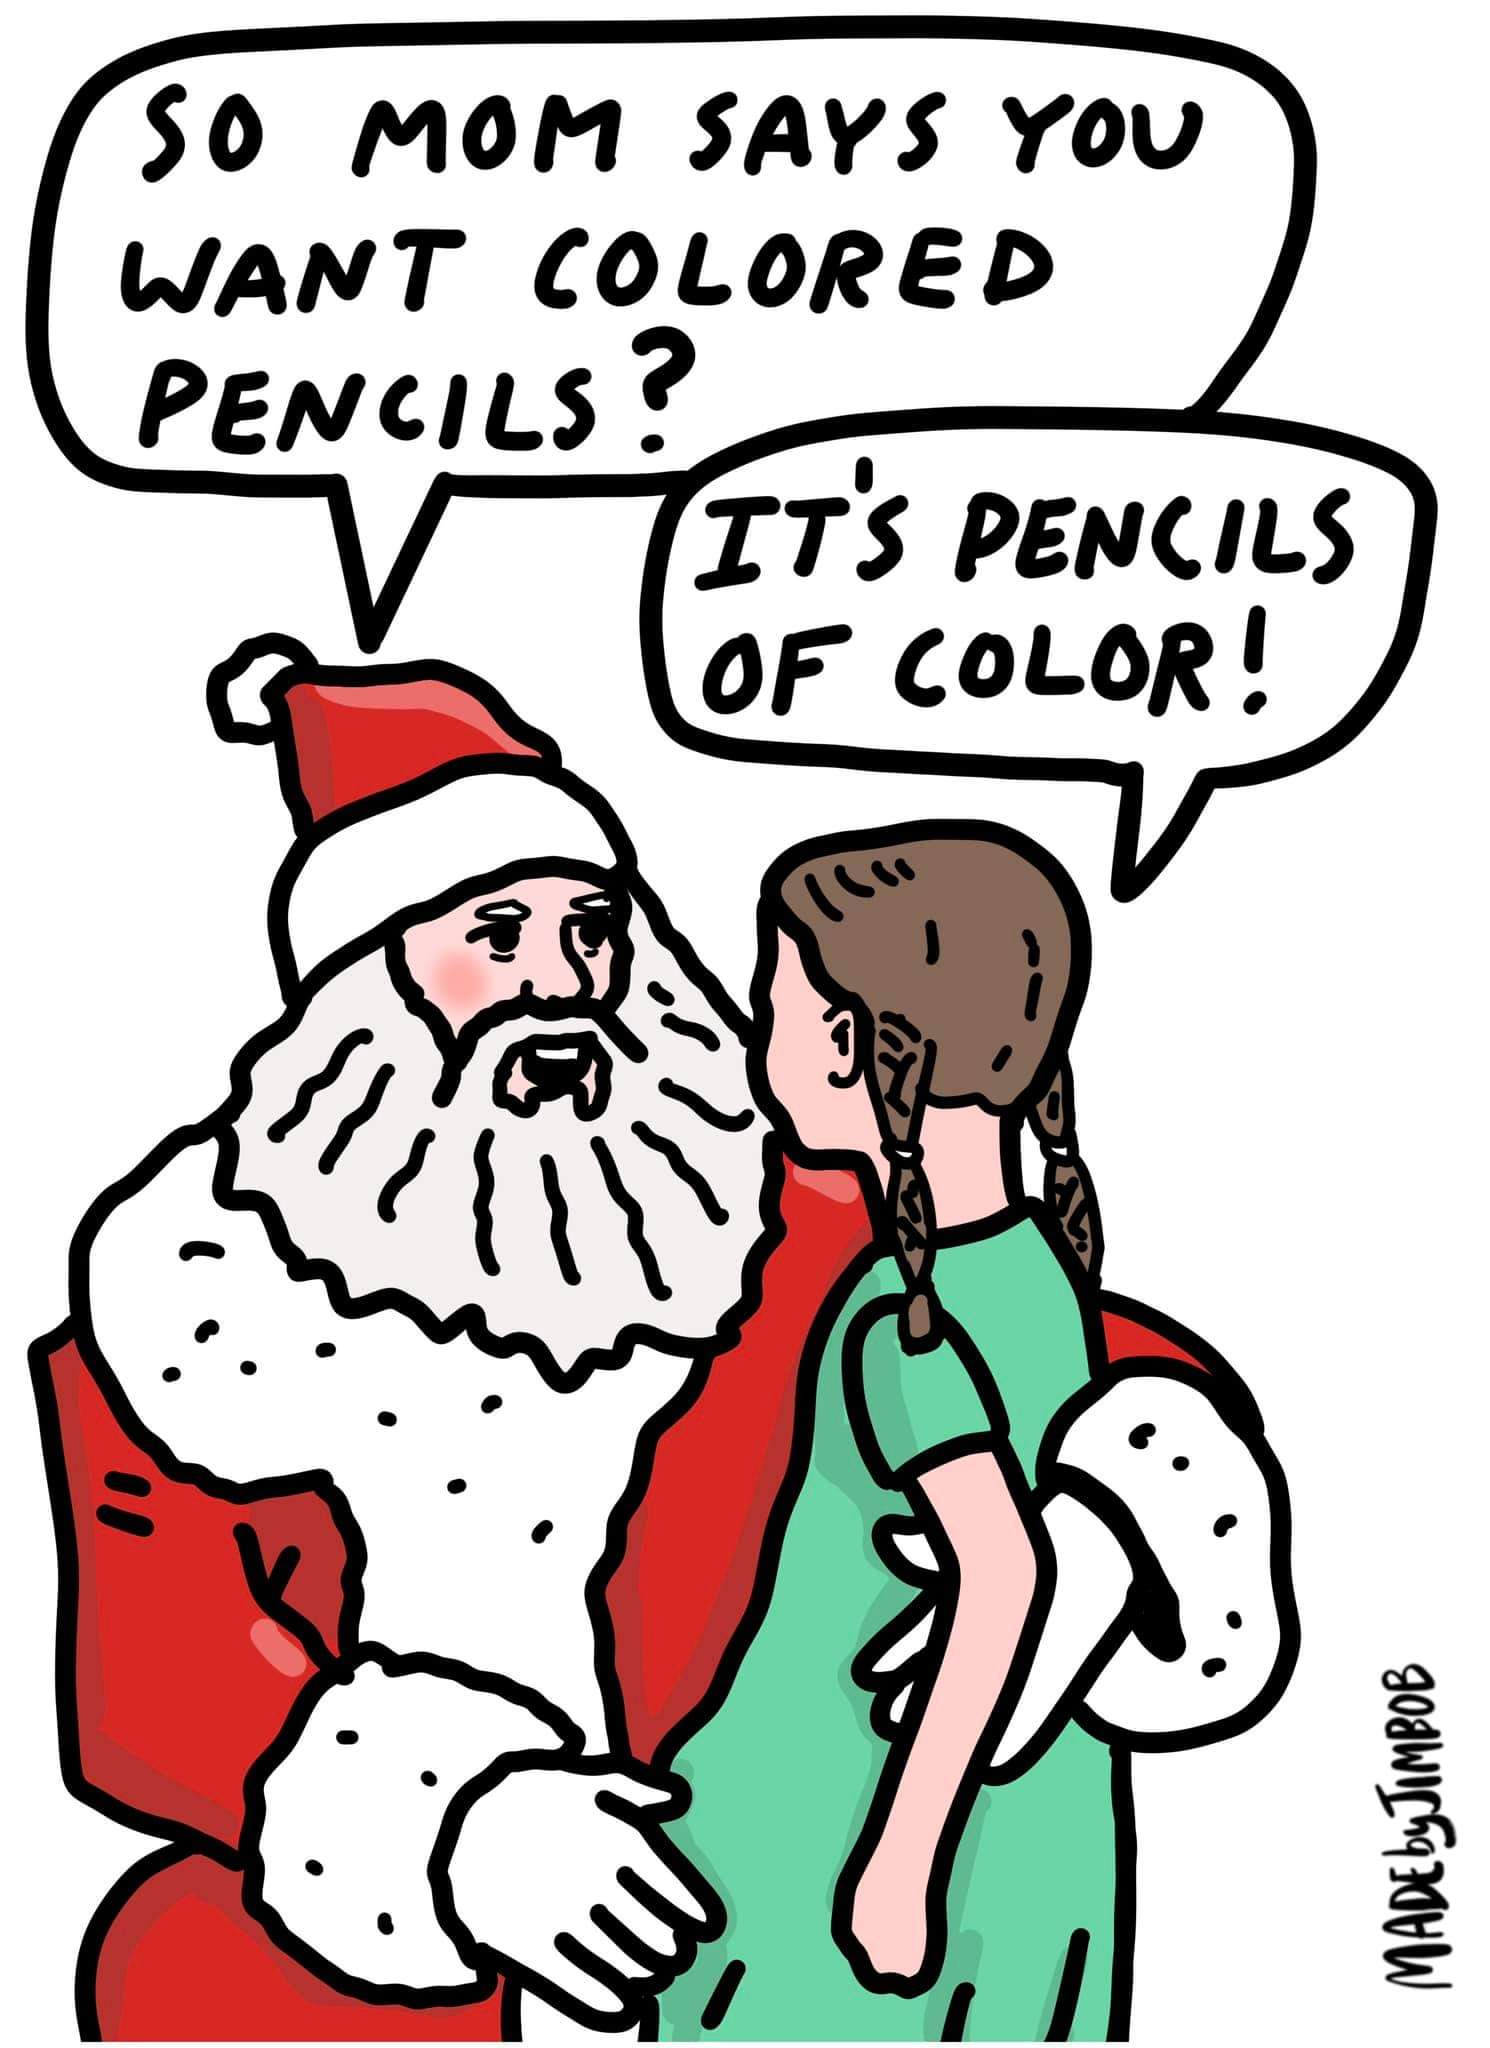 SO MOM SAYS YOU
WANT COLORED
PENCILS?
IT'S PENCILS
OF COLOR!
MADE by JIMBOB